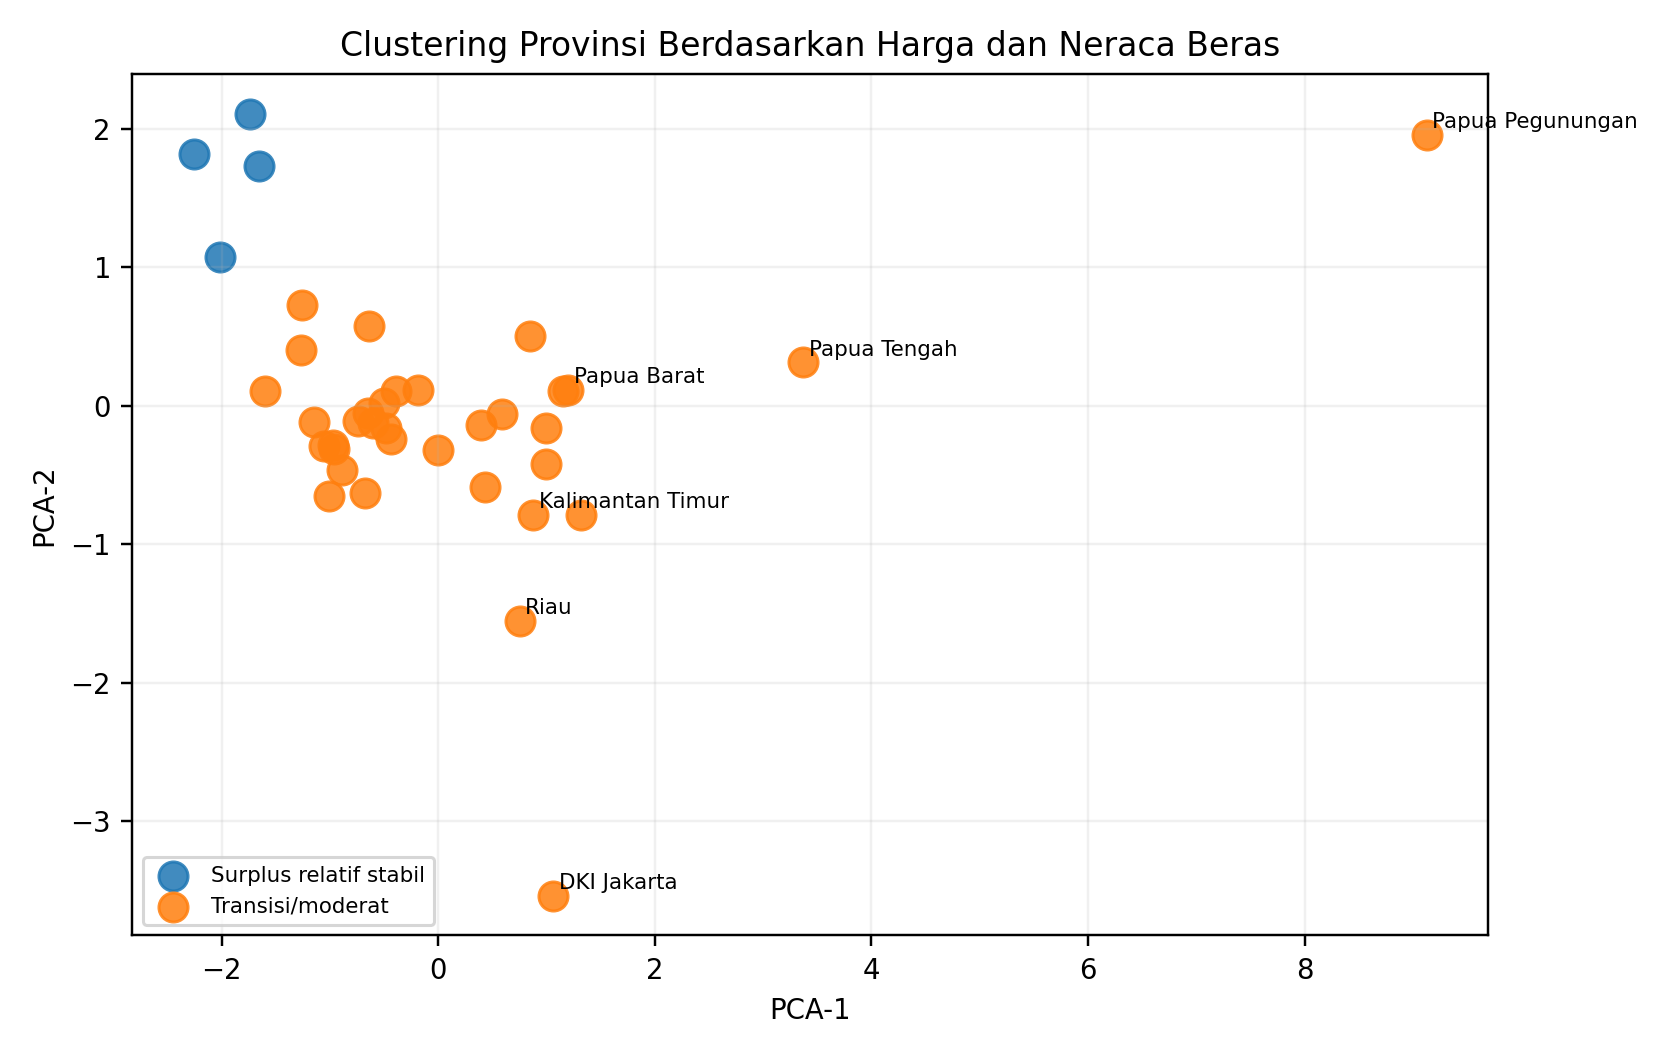 Clustering Provinsi Berdasarkan Harga dan Neraca Beras
2
1
0
−1
−2
−3
PCA-2
Papua Pegunungan
Papua Tengah
Papua Barat
Kalimantan Timur
Riau
DKI Jakarta
Surplus relatif stabil
Transisi/moderat
−2 0 2 4 6 8
PCA-1